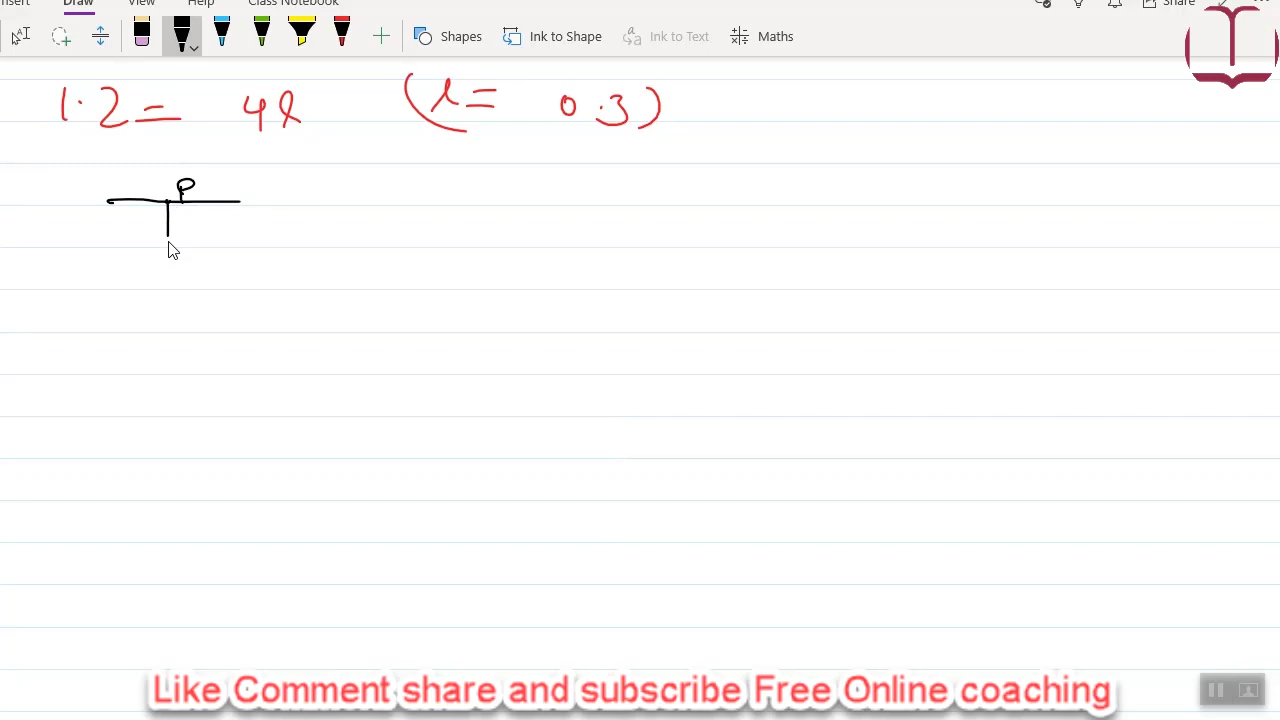 Insert Draw View Help Class Notebook Share
Shapes Ink to Shape Ink to Text Maths
1.2 = 4l (l = 0.3)
P
Like Comment share and subscribe Free Online coaching